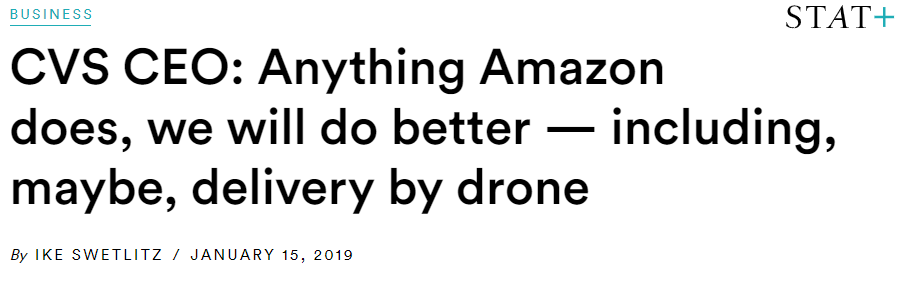 BUSINESS
STAT+
CVS CEO: Anything Amazon
does, we will do better — including,
maybe, delivery by drone
By IKE SWETLITZ / JANUARY 15, 2019